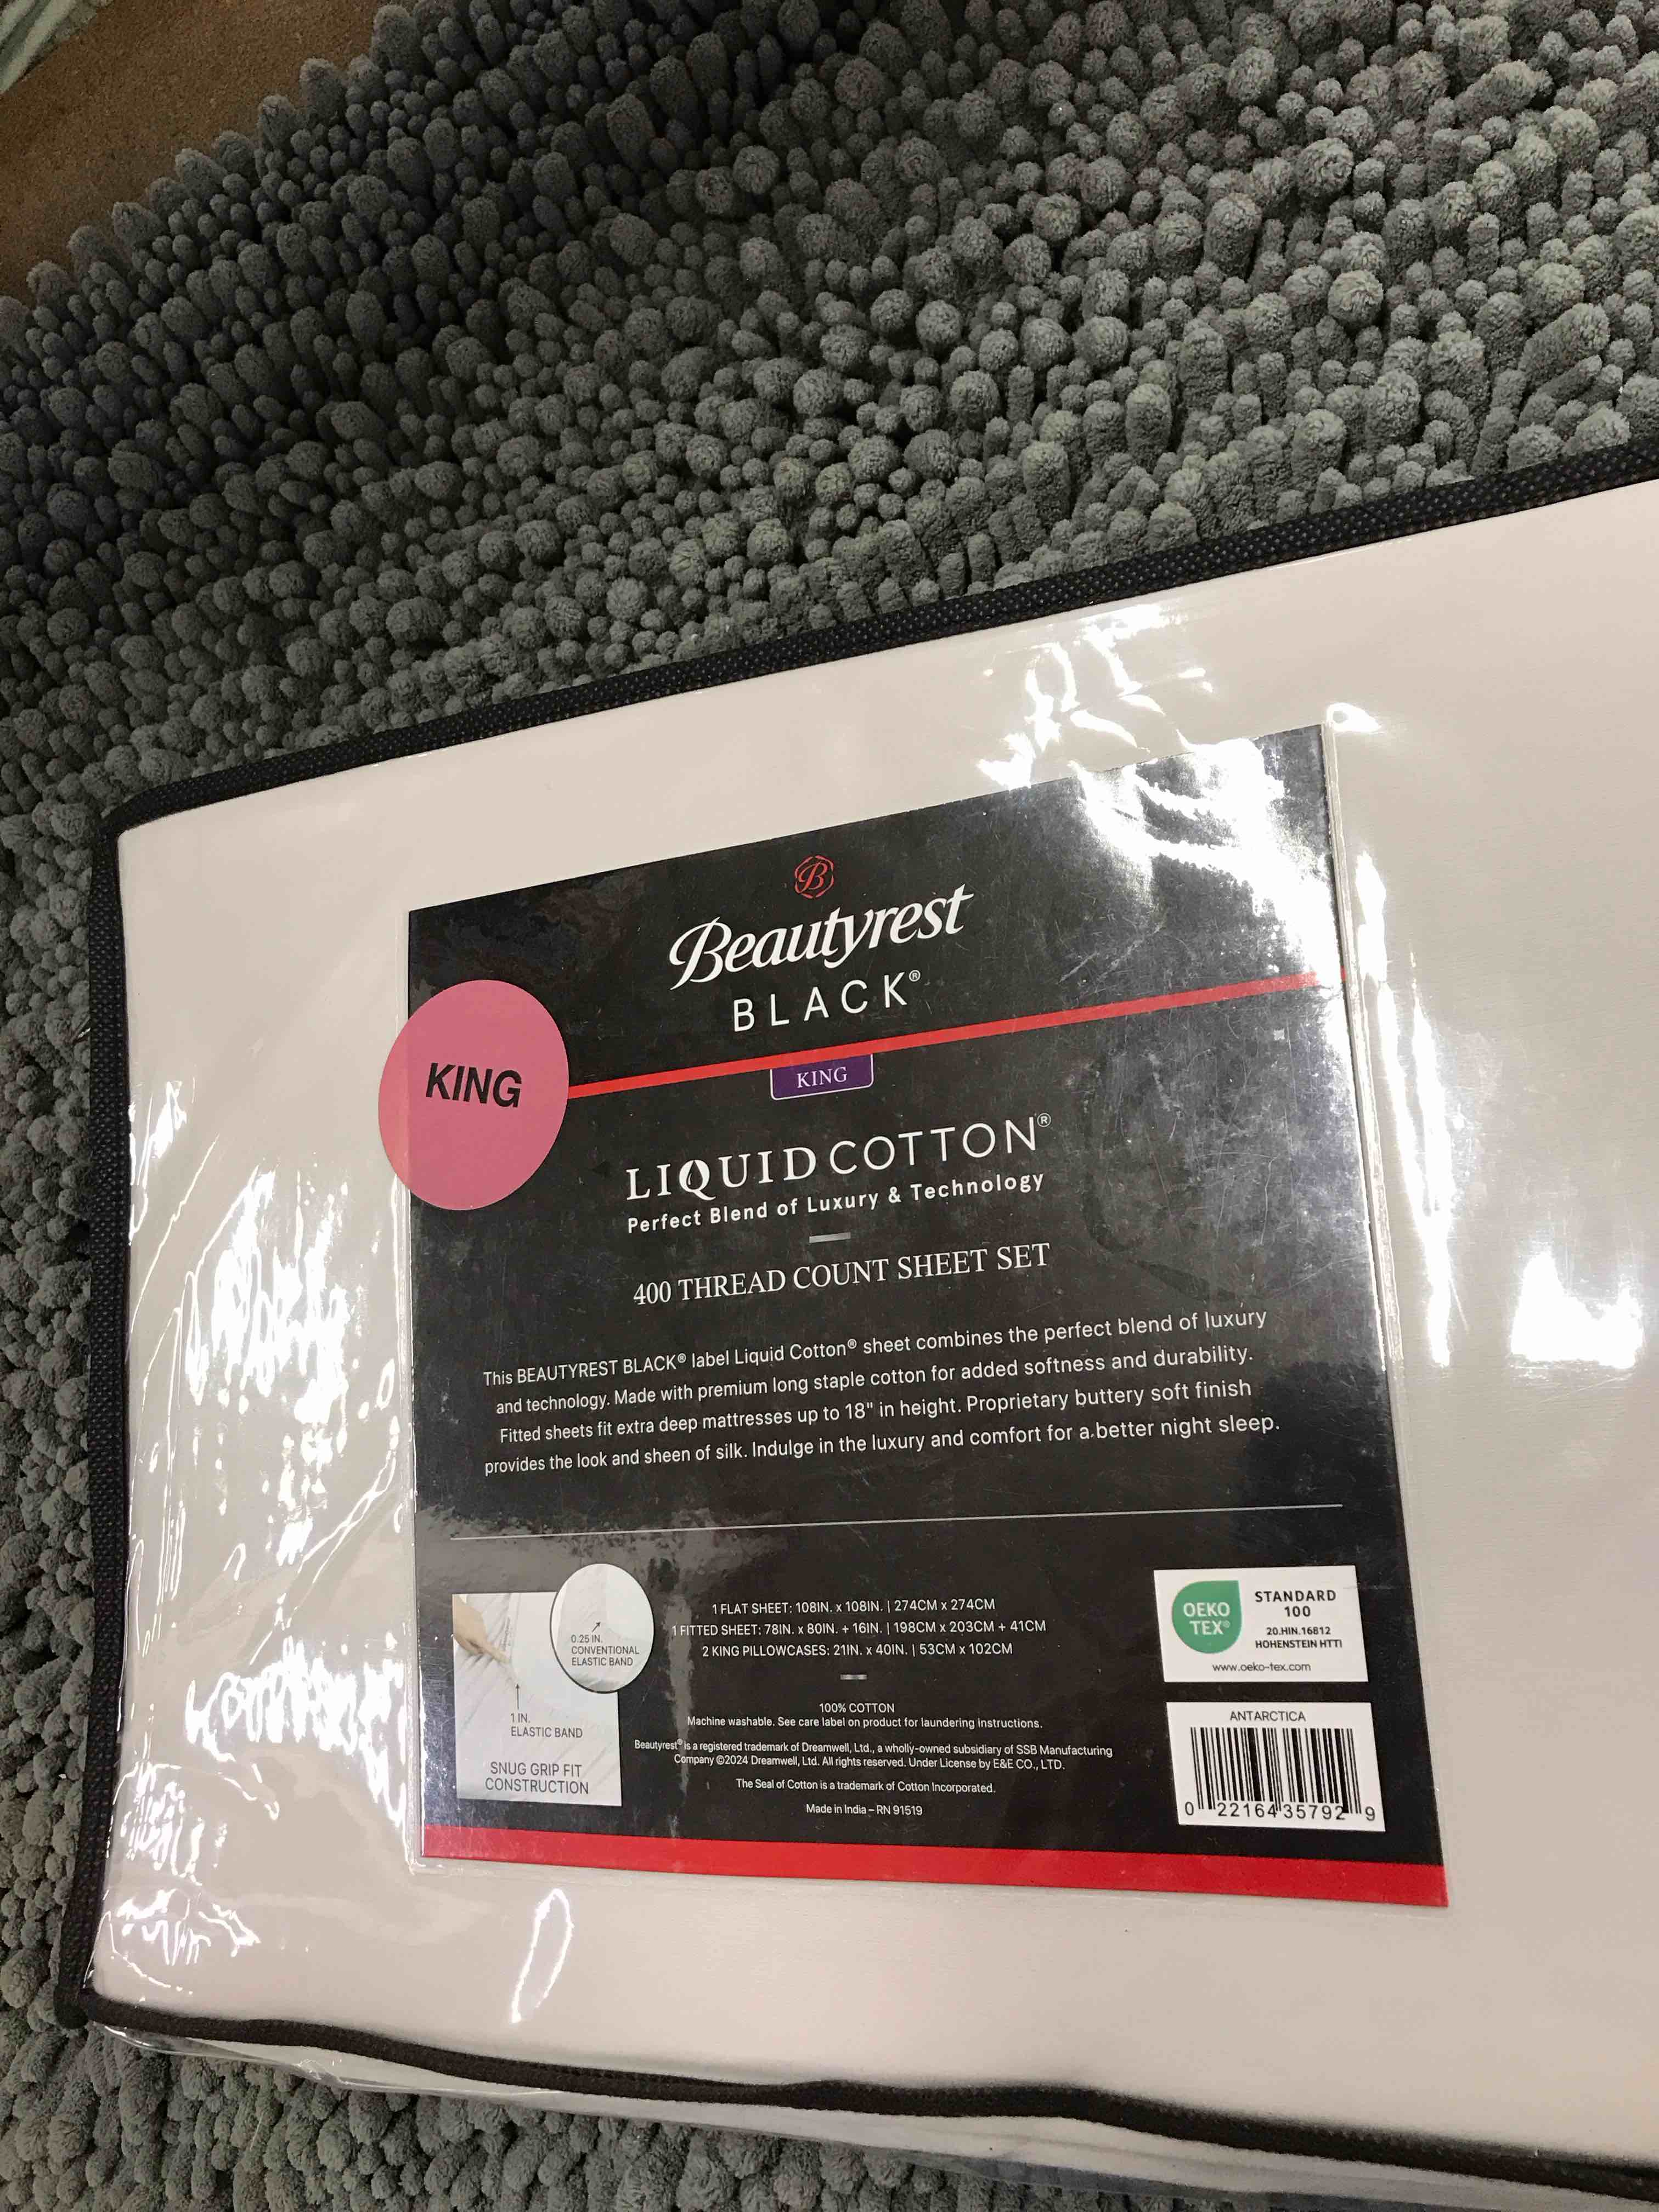 B
Beautyrest
BLACK®
KING
KING
LIQUIDCOTTON®
Perfect Blend of Luxury & Technology
400 THREAD COUNT SHEET SET
This BEAUTYREST BLACK® label Liquid Cotton® sheet combines the perfect blend of luxury
and technology. Made with premium long staple cotton for added softness and durability.
Fitted sheets fit extra deep mattresses up to 18" in height. Proprietary buttery soft finish
provides the look and sheen of silk. Indulge in the luxury and comfort for a better night sleep.
0.25 IN.
CONVENTIONAL
ELASTIC BAND
1 IN.
ELASTIC BAND
SNUG GRIP FIT
CONSTRUCTION
1 FLAT SHEET: 108IN. x 108IN. | 274CM x 274CM
1 FITTED SHEET: 78IN. x 80IN. + 16IN. | 198CM x 203CM + 41CM
2 KING PILLOWCASES: 21IN. x 40IN. | 53CM x 102CM
100% COTTON
Machine washable. See care label on product for laundering instructions.
Beautyrest® is a registered trademark of Dreamwell, Ltd., a wholly-owned subsidiary of SSB Manufacturing
Company ©2024 Dreamwell, Ltd. All rights reserved. Under License by E&E CO., LTD.
The Seal of Cotton is a trademark of Cotton Incorporated.
Made in India – RN 91519
OEKO
TEX®
STANDARD
100
20.HIN.16812
HOHENSTEIN HTTI
www.oeko-tex.com
ANTARCTICA
0 22164 35792 9